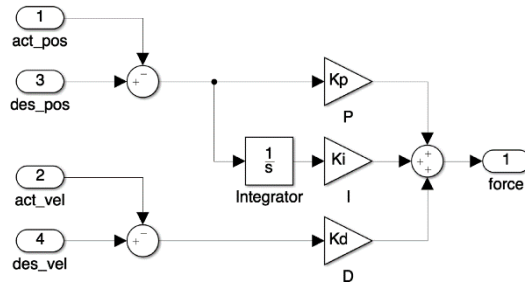 1
act_pos
3
des_pos
− +
Kp
P
1
s
Integrator
Ki
I
+
+
+
1
force
2
act_vel
4
des_vel
− +
Kd
D